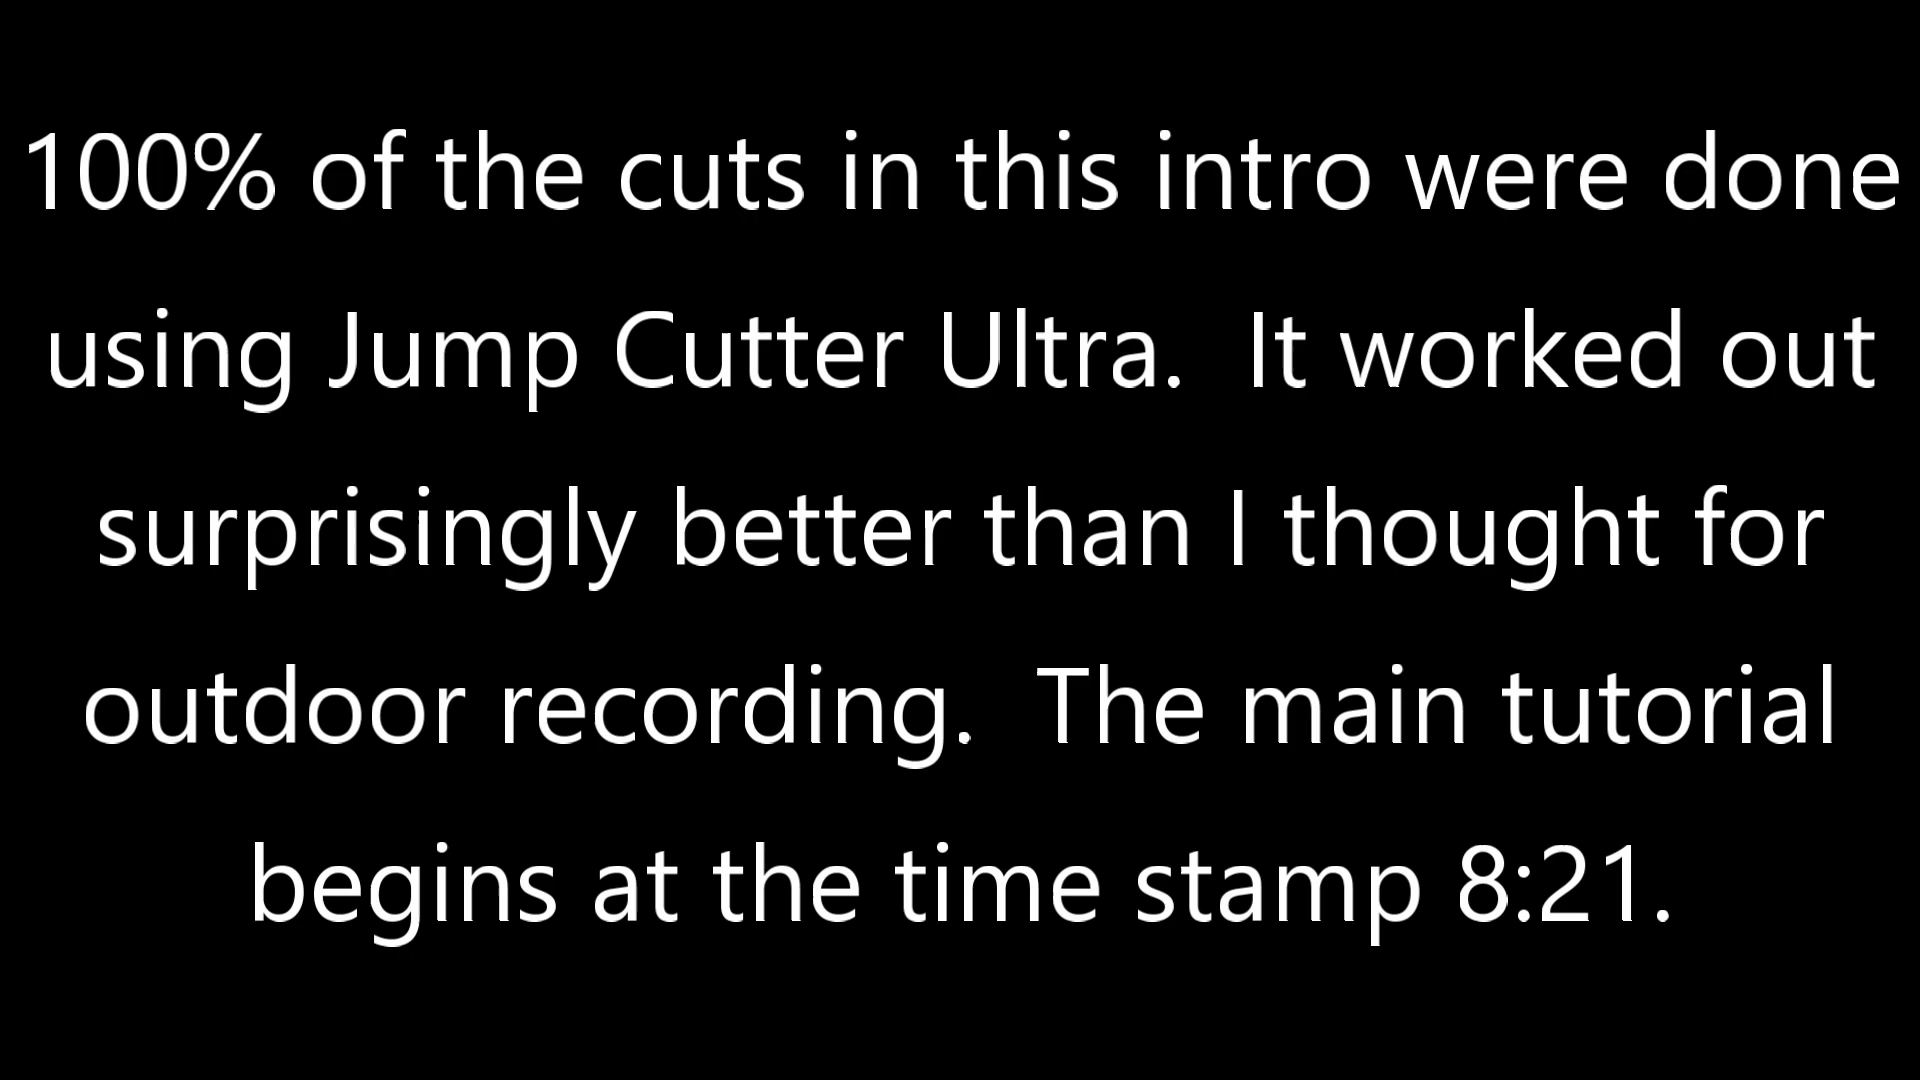 100% of the cuts in this intro were done
using Jump Cutter Ultra.  It worked out
surprisingly better than I thought for
outdoor recording.  The main tutorial
begins at the time stamp 8:21.